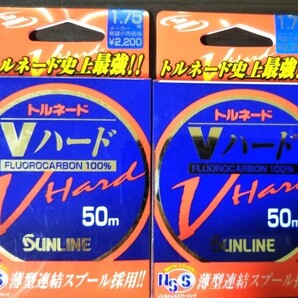 1.75号
メーカー
希望小売価格
¥2,200
トルネード史上最強!!
トルネード
Vハード
FLUOROCARBON 100%
V Hard
50m
SUNLINE
S
薄型連結スプール採用!!
1.75
トルネード史上最強!!
トルネード
Vハード
FLUOROCARBON 100%
V Hard
50m
SUNLINE
USS
薄型連結スプール採用